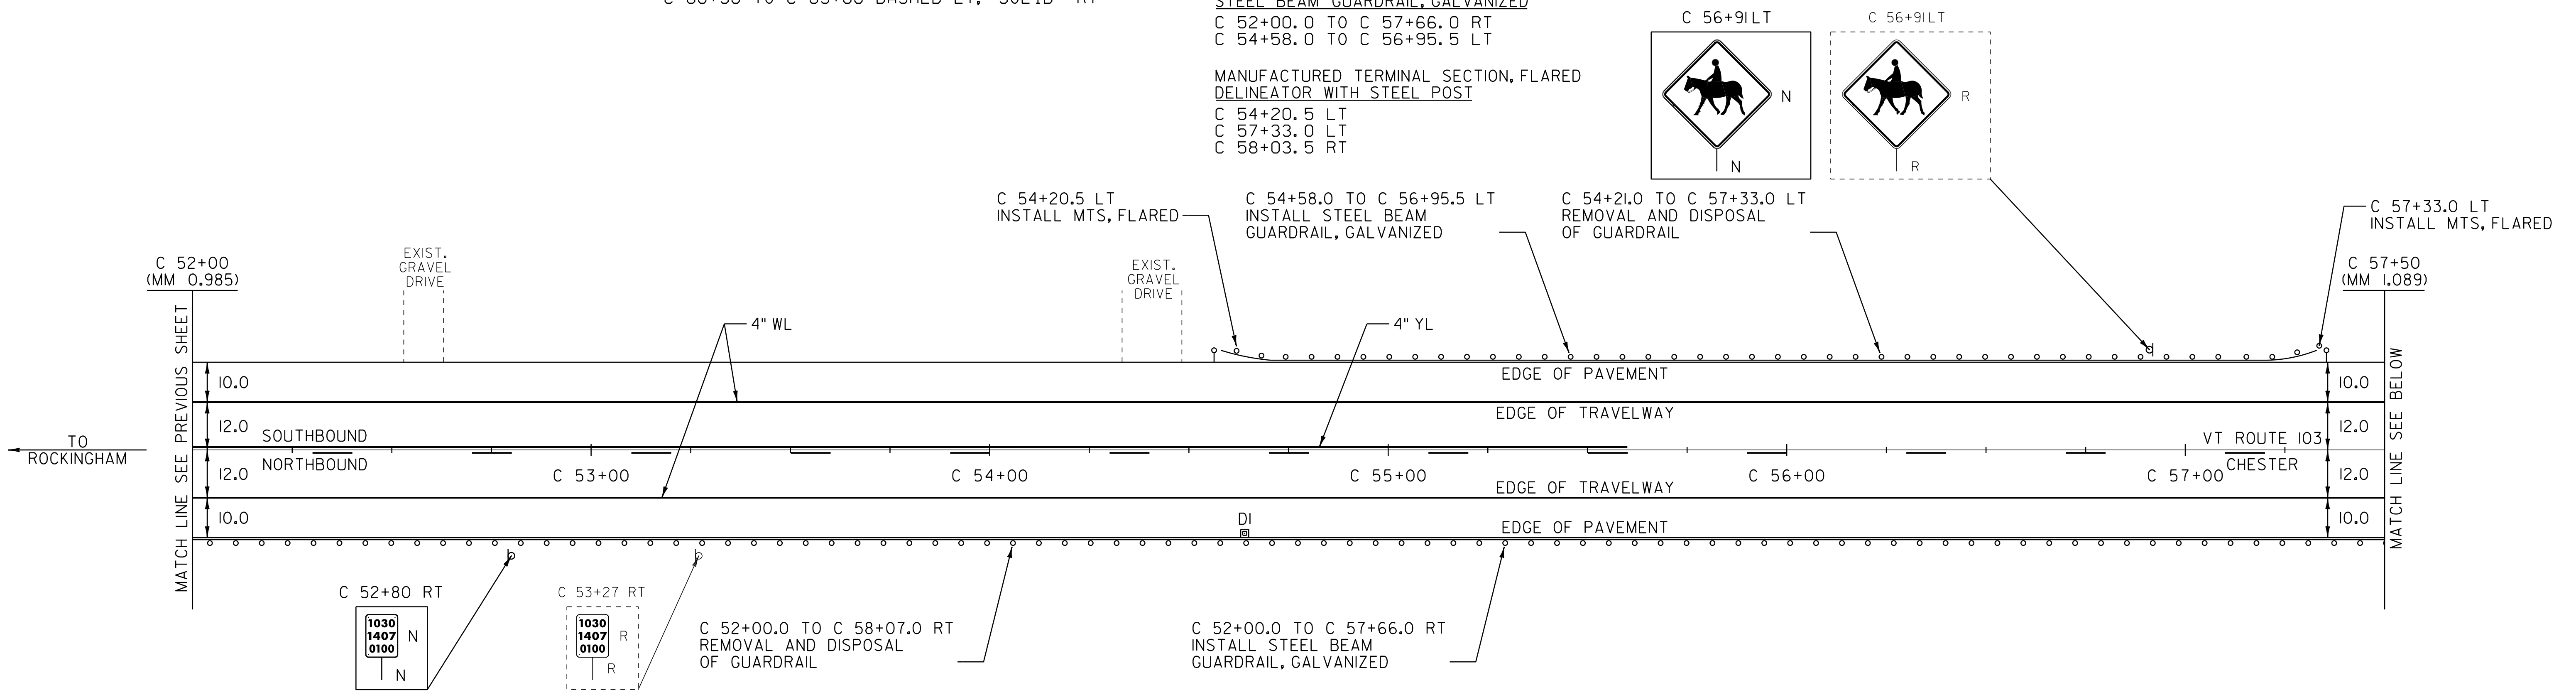 STEEL BEAM GUARDRAIL, GALVANIZED
C 52+00.0 TO C 57+66.0 RT
C 54+58.0 TO C 56+95.5 LT
MANUFACTURED TERMINAL SECTION, FLARED
DELINEATOR WITH STEEL POST
C 54+20.5 LT
C 57+33.0 LT
C 58+03.5 RT
C 56+91 LT
N
N
C 56+91 LT
R
R
C 54+20.5 LT
INSTALL MTS, FLARED
C 54+58.0 TO C 56+95.5 LT
INSTALL STEEL BEAM
GUARDRAIL, GALVANIZED
C 54+21.0 TO C 57+33.0 LT
REMOVAL AND DISPOSAL
OF GUARDRAIL
C 57+33.0 LT
INSTALL MTS, FLARED
C 52+00
(MM 0.985)
EXIST.
GRAVEL
DRIVE
EXIST.
GRAVEL
DRIVE
C 57+50
(MM 1.089)
4" WL
4" YL
MATCH LINE SEE PREVIOUS SHEET
10.0
12.0
12.0
10.0
EDGE OF PAVEMENT
EDGE OF TRAVELWAY
SOUTHBOUND
NORTHBOUND
TO
ROCKINGHAM
VT ROUTE 103
CHESTER
C 53+00
C 54+00
C 55+00
C 56+00
C 57+00
EDGE OF TRAVELWAY
EDGE OF PAVEMENT
DI
10.0
12.0
12.0
10.0
MATCH LINE SEE BELOW
C 52+80 RT
1030
1407
0100
N
N
C 53+27 RT
1030
1407
0100
R
R
C 52+00.0 TO C 58+07.0 RT
REMOVAL AND DISPOSAL
OF GUARDRAIL
C 52+00.0 TO C 57+66.0 RT
INSTALL STEEL BEAM
GUARDRAIL, GALVANIZED